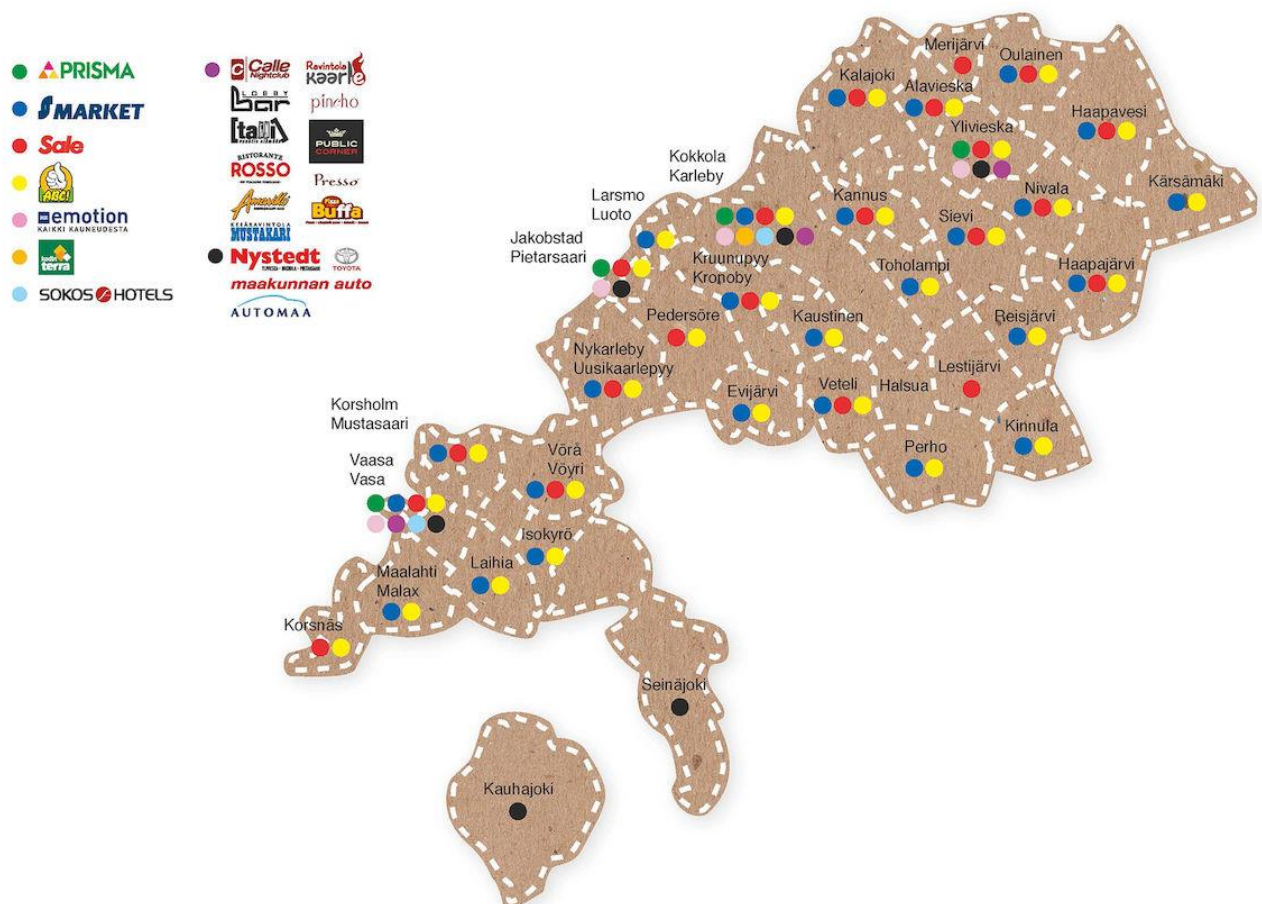 PRISMA
S MARKET
Sale
ABC!
emotion
KAIKKI KAUNEUDESTA
kodin
terra
SOKOS HOTELS
Calle
Nightclub
Ravintola
Kaarle
LOBBY
bar
pincho
PUBLIC
CORNER
RISTORANTE
ROSSO
Presso
Amarillo
Pizza
Buffa
KESÄRAVINTOLA
MUSTAKARI
Nystedt
TOYOTA
maakunnan auto
AUTOMAA
Merijärvi
Oulainen
Kalajoki
Alavieska
Haapavesi
Ylivieska
Kokkola
Karleby
Kärsämäki
Larsmo
Luoto
Kannus
Nivala
Sievi
Jakobstad
Pietarsaari
Kruunupyy
Kronoby
Toholampi
Haapajärvi
Pedersöre
Kaustinen
Reisjärvi
Nykarleby
Uusikaarlepyy
Evijärvi
Veteli
Halsua
Lestijärvi
Korsholm
Mustasaari
Kinnula
Perho
Vörå
Vöyri
Vaasa
Vasa
Isokyrö
Laihia
Maalahti
Malax
Korsnäs
Seinäjoki
Kauhajoki